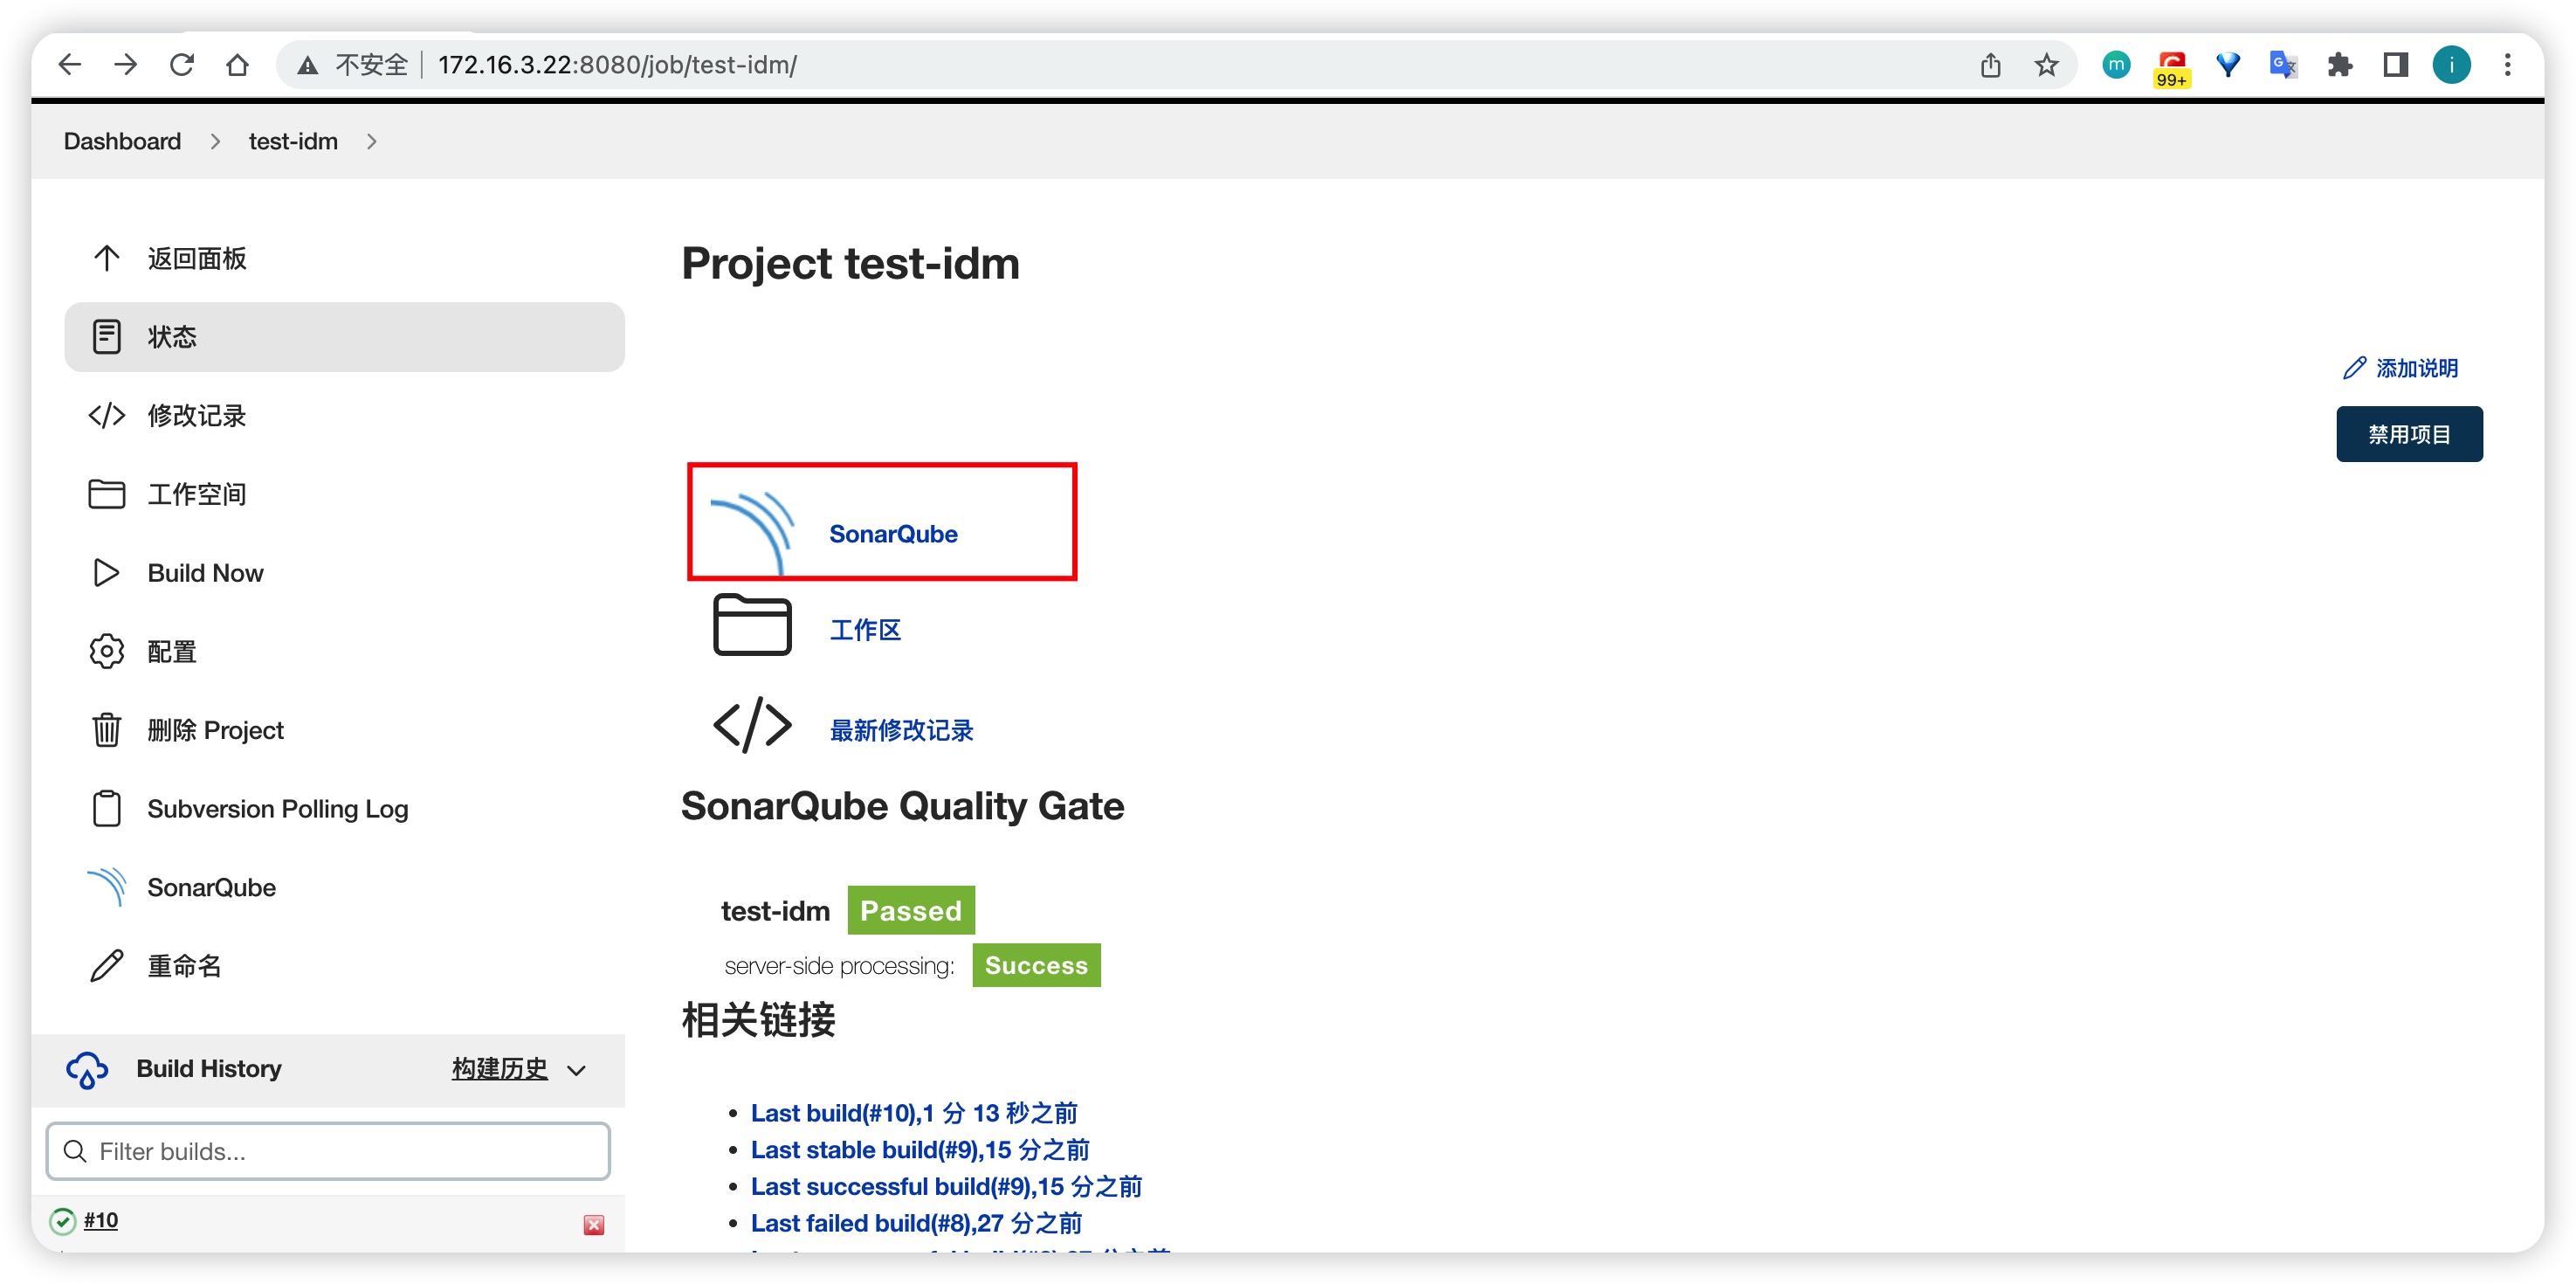 不安全 172.16.3.22:8080/job/test-idm/
99+
m
i
Dashboard
test-idm
返回面板
状态
修改记录
工作空间
Build Now
配置
删除 Project
Subversion Polling Log
SonarQube
重命名
Build History
构建历史
Filter builds...
#10
Project test-idm
添加说明
禁用项目
SonarQube
工作区
最新修改记录
SonarQube Quality Gate
test-idm Passed
server-side processing: Success
相关链接
Last build(#10),1 分 13 秒之前
Last stable build(#9),15 分之前
Last successful build(#9),15 分之前
Last failed build(#8),27 分之前